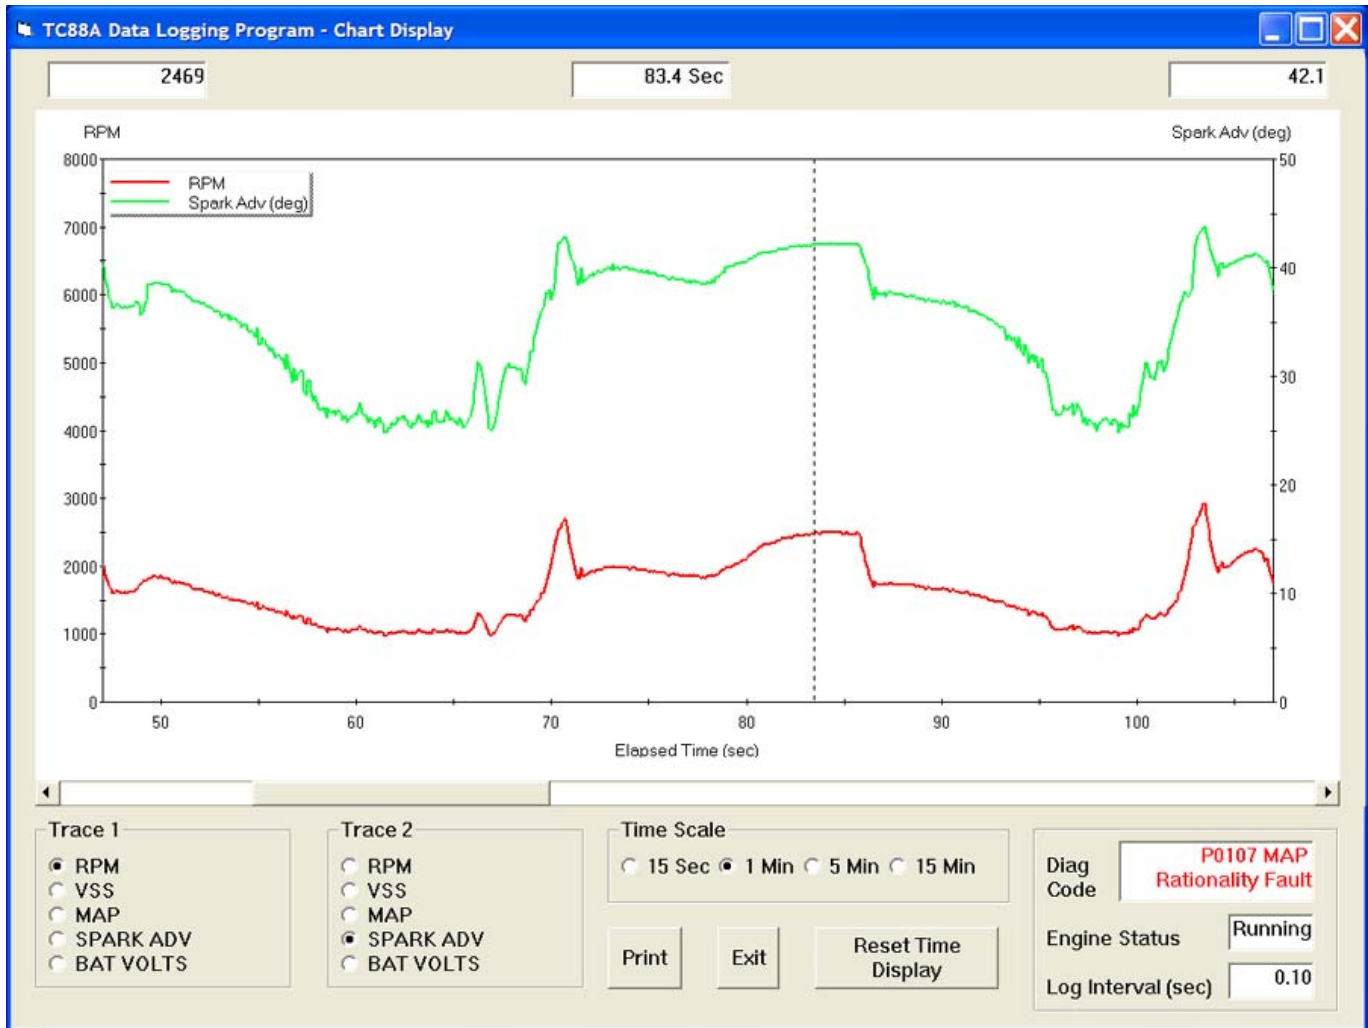 TC88A Data Logging Program - Chart Display
2469
83.4 Sec
42.1
RPM
Spark Adv (deg)
8000
7000
6000
5000
4000
3000
2000
1000
0
RPM
Spark Adv (deg)
50
40
30
20
10
0
50 60 70 80 90 100
Elapsed Time (sec)
Trace 1
RPM
VSS
MAP
SPARK ADV
BAT VOLTS
Trace 2
RPM
VSS
MAP
SPARK ADV
BAT VOLTS
Time Scale
15 Sec 1 Min 5 Min 15 Min
Print
Exit
Reset Time
Display
Diag
Code
P0107 MAP
Rationality Fault
Engine Status
Running
Log Interval (sec)
0.10